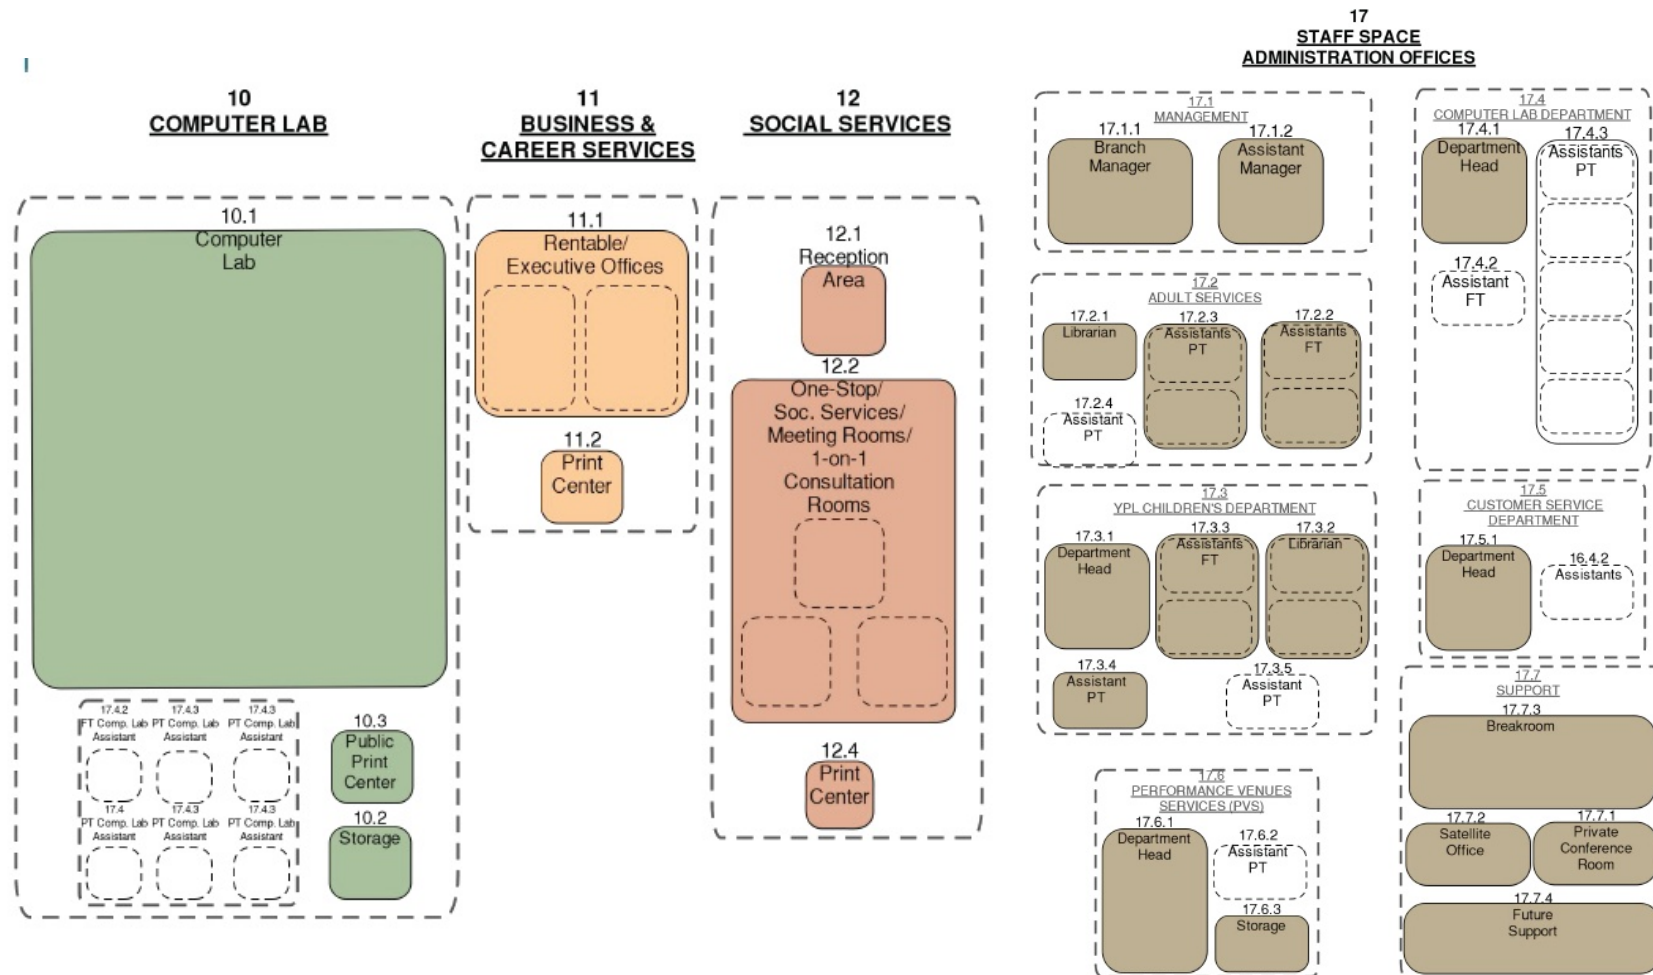 10
COMPUTER LAB
10.1
Computer
Lab
17.4.2
FT Comp. Lab
Assistant
17.4.3
PT Comp. Lab
Assistant
17.4.3
PT Comp. Lab
Assistant
17.4
PT Comp. Lab
Assistant
17.4.3
PT Comp. Lab
Assistant
17.4.3
PT Comp. Lab
Assistant
10.3
Public
Print
Center
10.2
Storage
11
BUSINESS &
CAREER SERVICES
11.1
Rentable/
Executive Offices
11.2
Print
Center
12
SOCIAL SERVICES
12.1
Reception
Area
12.2
One-Stop/
Soc. Services/
Meeting Rooms/
1-on-1
Consultation
Rooms
12.4
Print
Center
17
STAFF SPACE
ADMINISTRATION OFFICES
17.1
MANAGEMENT
17.1.1
Branch
Manager
17.1.2
Assistant
Manager
17.2
ADULT SERVICES
17.2.1
Librarian
17.2.3
Assistants
PT
17.2.2
Assistants
FT
17.2.4
Assistant
PT
17.3
YPL CHILDREN'S DEPARTMENT
17.3.1
Department
Head
17.3.3
Assistants
FT
17.3.2
Librarian
17.3.4
Assistant
PT
17.3.5
Assistant
PT
17.6
PERFORMANCE VENUES
SERVICES (PVS)
17.6.1
Department
Head
17.6.2
Assistant
PT
17.6.3
Storage
17.4
COMPUTER LAB DEPARTMENT
17.4.1
Department
Head
17.4.3
Assistants
PT
17.4.2
Assistant
FT
17.5
CUSTOMER SERVICE
DEPARTMENT
17.5.1
Department
Head
16.4.2
Assistants
17.7
SUPPORT
17.7.3
Breakroom
17.7.2
Satellite
Office
17.7.1
Private
Conference
Room
17.7.4
Future
Support